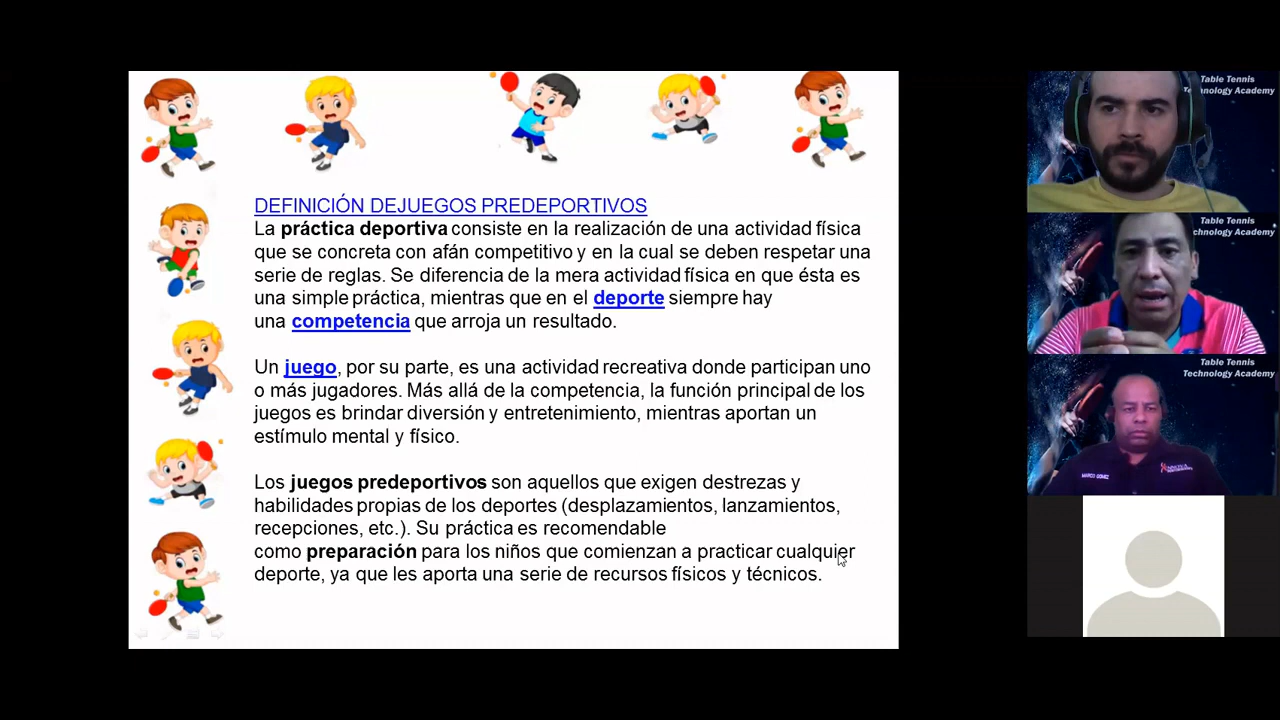 DEFINICIÓN DEJUEGOS PREDEPORTIVOS
La práctica deportiva consiste en la realización de una actividad física
que se concreta con afán competitivo y en la cual se deben respetar una
serie de reglas. Se diferencia de la mera actividad física en que ésta es
una simple práctica, mientras que en el deporte siempre hay
una competencia que arroja un resultado.
Un juego, por su parte, es una actividad recreativa donde participan uno
o más jugadores. Más allá de la competencia, la función principal de los
juegos es brindar diversión y entretenimiento, mientras aportan un
estímulo mental y físico.
Los juegos predeportivos son aquellos que exigen destrezas y
habilidades propias de los deportes (desplazamientos, lanzamientos,
recepciones, etc.). Su práctica es recomendable
como preparación para los niños que comienzan a practicar cualquier
deporte, ya que les aporta una serie de recursos físicos y técnicos.
Table Tennis
Technology Academy
Table Tennis
chnology Academy
Table Tennis
Technology Academy
MARCO GOMEZ